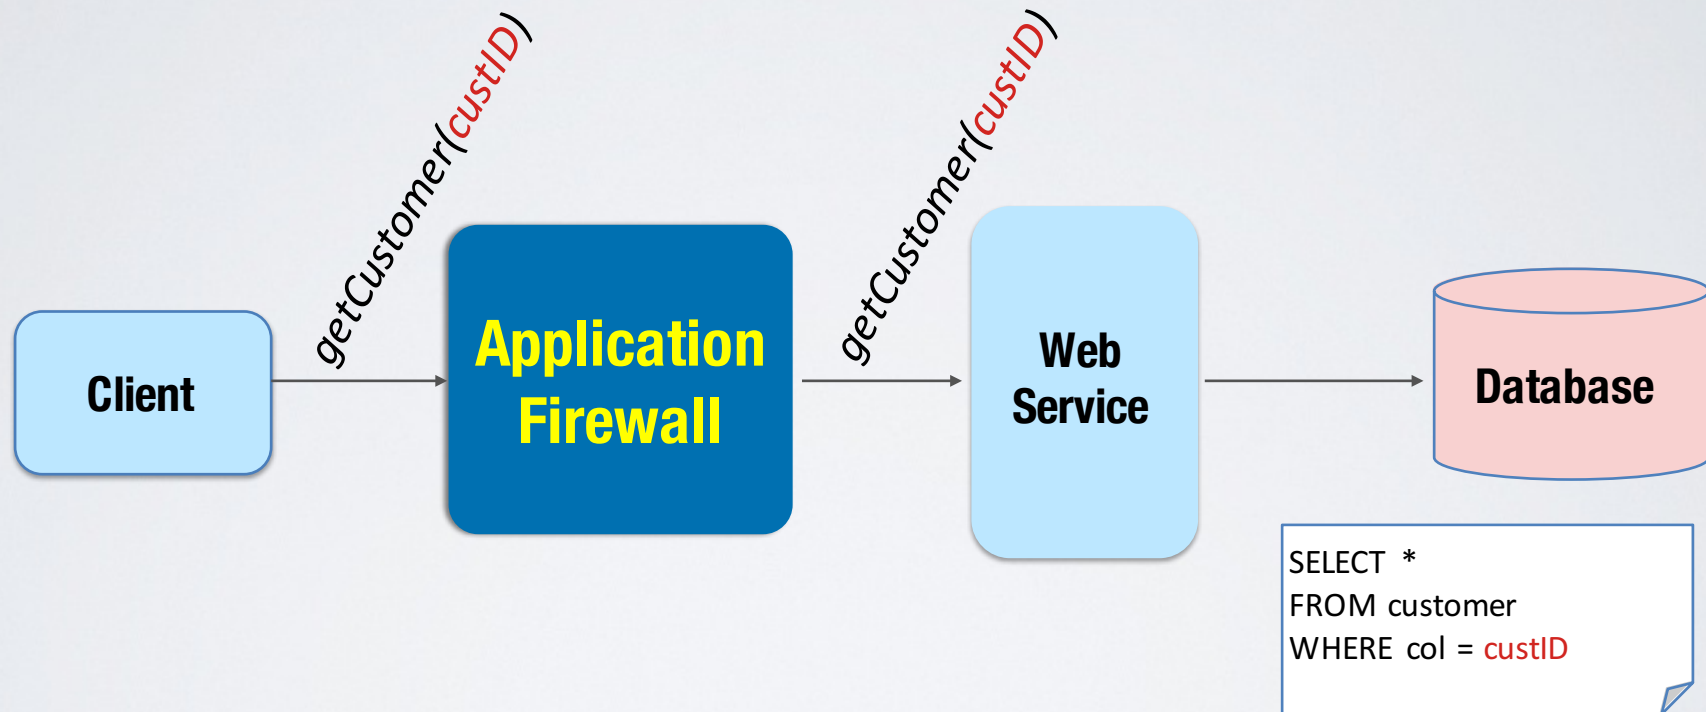 getCustomer(custID)
getCustomer(custID)
Client
Application
Firewall
Web
Service
Database
SELECT *
FROM customer
WHERE col = custID